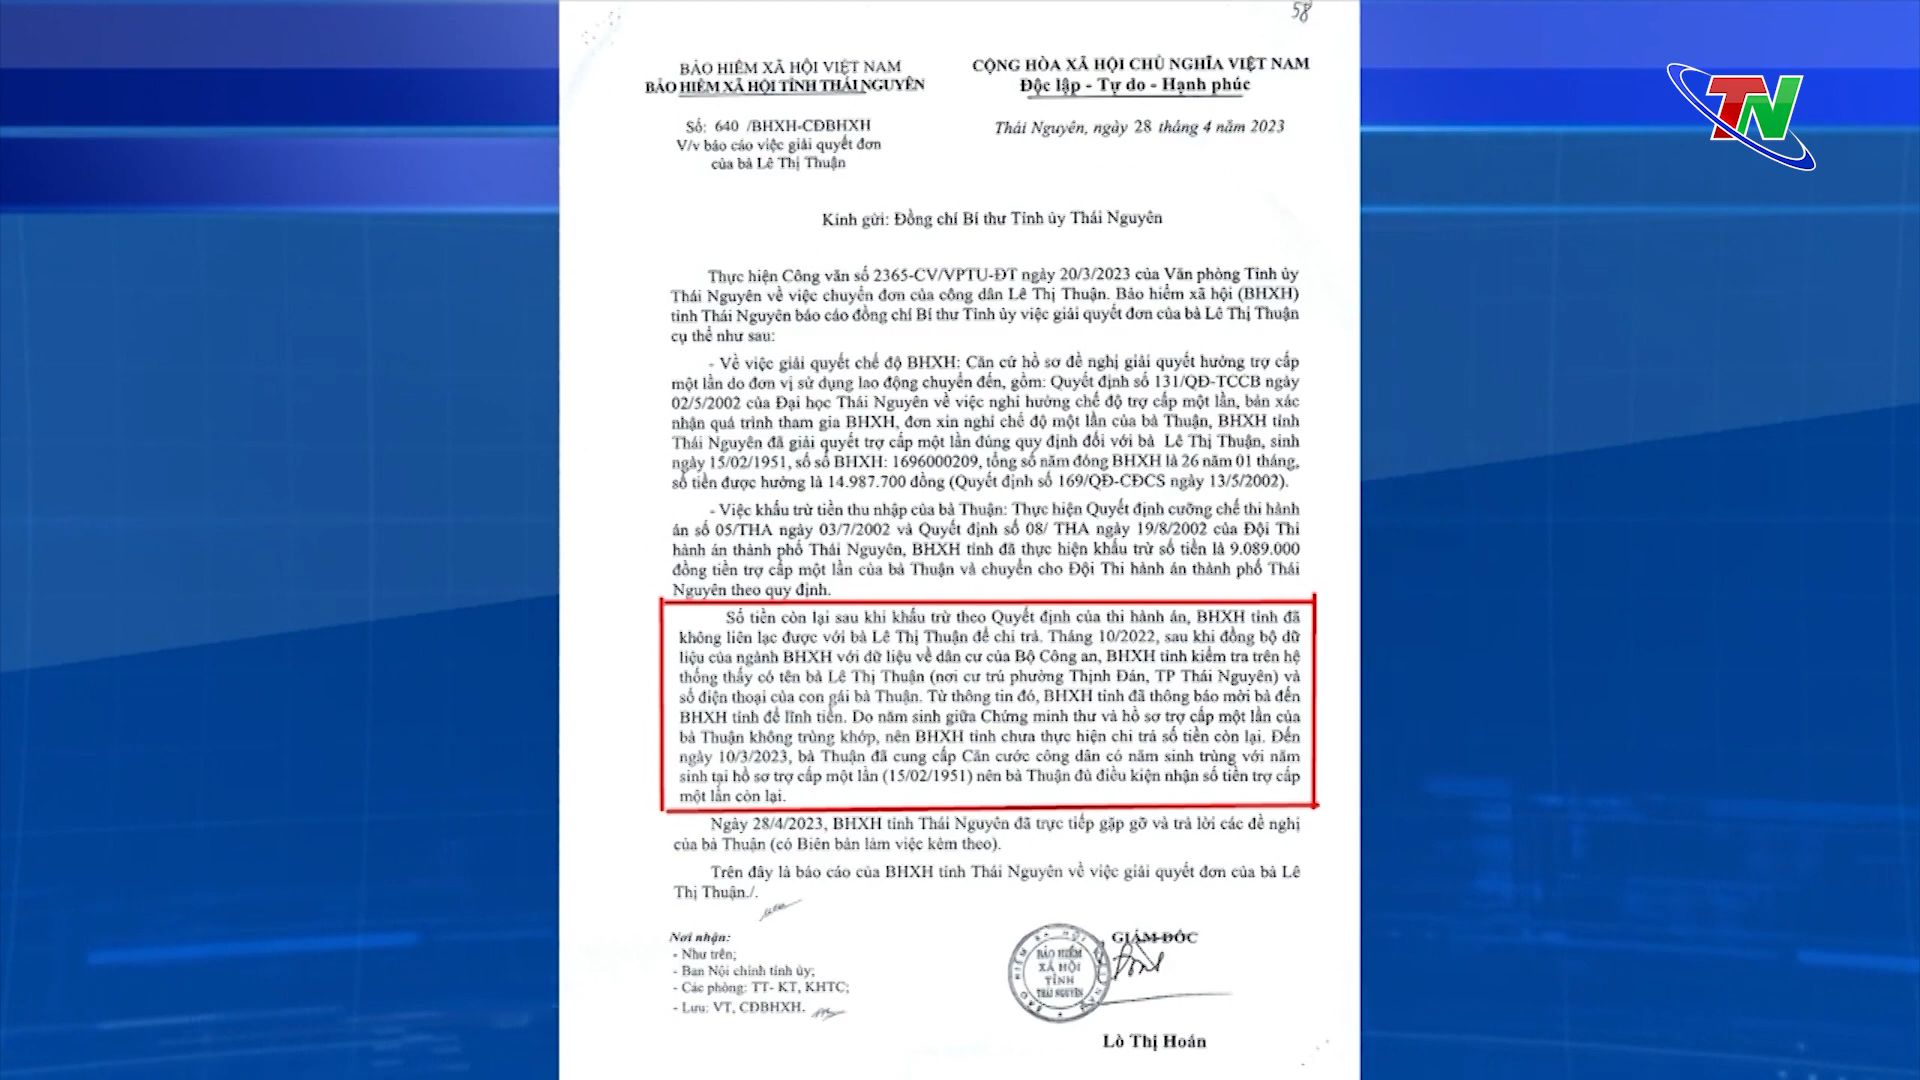 58
BẢO HIỂM XÃ HỘI VIỆT NAM
BẢO HIỂM XÃ HỘI TỈNH THÁI NGUYÊN
CỘNG HÒA XÃ HỘI CHỦ NGHĨA VIỆT NAM
Độc lập - Tự do - Hạnh phúc
TN
Số: 640 /BHXH-CĐBHXH
V/v báo cáo việc giải quyết đơn
của bà Lê Thị Thuận
Thái Nguyên, ngày 28 tháng 4 năm 2023
Kính gửi: Đồng chí Bí thư Tỉnh ủy Thái Nguyên
Thực hiện Công văn số 2365-CV/VPTU-ĐT ngày 20/3/2023 của Văn phòng Tỉnh ủy
Thái Nguyên về việc chuyển đơn của công dân Lê Thị Thuận. Bảo hiểm xã hội (BHXH)
tỉnh Thái Nguyên báo cáo đồng chí Bí thư Tỉnh ủy việc giải quyết đơn của bà Lê Thị Thuận
cụ thể như sau:
- Về việc giải quyết chế độ BHXH: Căn cứ hồ sơ đề nghị giải quyết hưởng trợ cấp
một lần do đơn vị sử dụng lao động chuyển đến, gồm: Quyết định số 131/QĐ-TCCB ngày
02/5/2002 của Đại học Thái Nguyên về việc nghỉ hưởng chế độ trợ cấp một lần, bản xác
nhận quá trình tham gia BHXH, đơn xin nghỉ chế độ một lần của bà Thuận, BHXH tỉnh
Thái Nguyên đã giải quyết trợ cấp một lần đúng quy định đối với bà Lê Thị Thuận, sinh
ngày 15/02/1951, số sổ BHXH: 1696000209, tổng số năm đóng BHXH là 26 năm 01 tháng,
số tiền được hưởng là 14.987.700 đồng (Quyết định số 169/QĐ-CĐCS ngày 13/5/2002).
- Việc khấu trừ tiền thu nhập của bà Thuận: Thực hiện Quyết định cưỡng chế thi hành
án số 05/THA ngày 03/7/2002 và Quyết định số 08/ THA ngày 19/8/2002 của Đội Thi
hành án thành phố Thái Nguyên, BHXH tỉnh đã thực hiện khấu trừ số tiền là 9.089.000
đồng tiền trợ cấp một lần của bà Thuận và chuyển cho Đội Thi hành án thành phố Thái
Nguyên theo quy định.
Số tiền còn lại sau khi khấu trừ theo Quyết định của thi hành án, BHXH tỉnh đã
không liên lạc được với bà Lê Thị Thuận để chi trả. Tháng 10/2022, sau khi đồng bộ dữ
liệu của ngành BHXH với dữ liệu về dân cư của Bộ Công an, BHXH tỉnh kiểm tra trên hệ
thống thấy có tên bà Lê Thị Thuận (nơi cư trú phường Thịnh Đán, TP Thái Nguyên) và
số điện thoại của con gái bà Thuận. Từ thông tin đó, BHXH tỉnh đã thông báo mời bà đến
BHXH tỉnh để lĩnh tiền. Do năm sinh giữa Chứng minh thư và hồ sơ trợ cấp một lần của
bà Thuận không trùng khớp, nên BHXH tỉnh chưa thực hiện chi trả số tiền còn lại. Đến
ngày 10/3/2023, bà Thuận đã cung cấp Căn cước công dân có năm sinh trùng với năm
sinh tại hồ sơ trợ cấp một lần (15/02/1951) nên bà Thuận đủ điều kiện nhận số tiền trợ cấp
một lần còn lại.
Ngày 28/4/2023, BHXH tỉnh Thái Nguyên đã trực tiếp gặp gỡ và trả lời các đề nghị
của bà Thuận (có Biên bản làm việc kèm theo).
Trên đây là báo cáo của BHXH tỉnh Thái Nguyên về việc giải quyết đơn của bà Lê
Thị Thuận./.
Nơi nhận:
- Như trên;
- Ban Nội chính tỉnh ủy;
- Các phòng: TT- KT, KHTC;
- Lưu: VT, CĐBHXH.
GIÁM ĐỐC
BẢO HIỂM
XÃ HỘI
TỈNH
THÁI NGUYÊN
Lò Thị Hoán